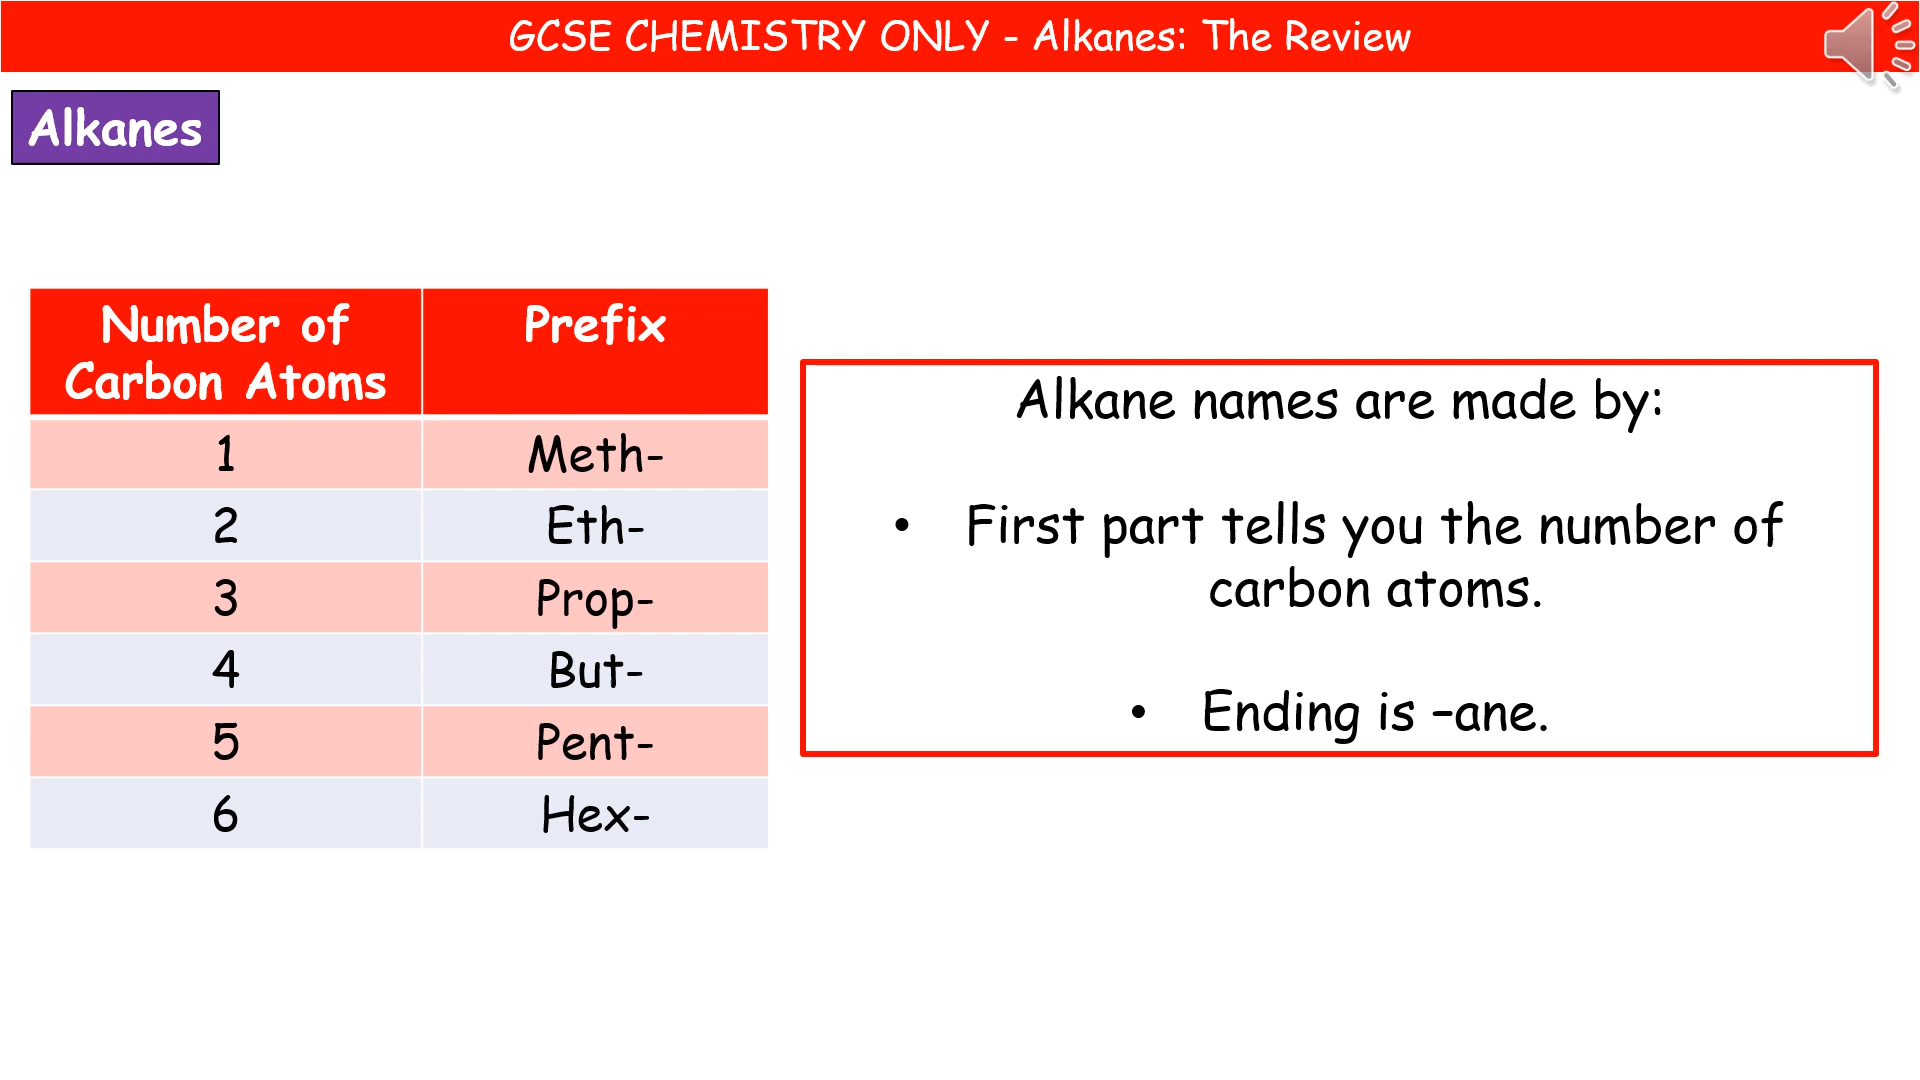 GCSE CHEMISTRY ONLY - Alkanes: The Review
Alkanes
Number of Carbon Atoms
Prefix
1 Meth-
2 Eth-
3 Prop-
4 But-
5 Pent-
6 Hex-
Alkane names are made by:
• First part tells you the number of
carbon atoms.
• Ending is –ane.